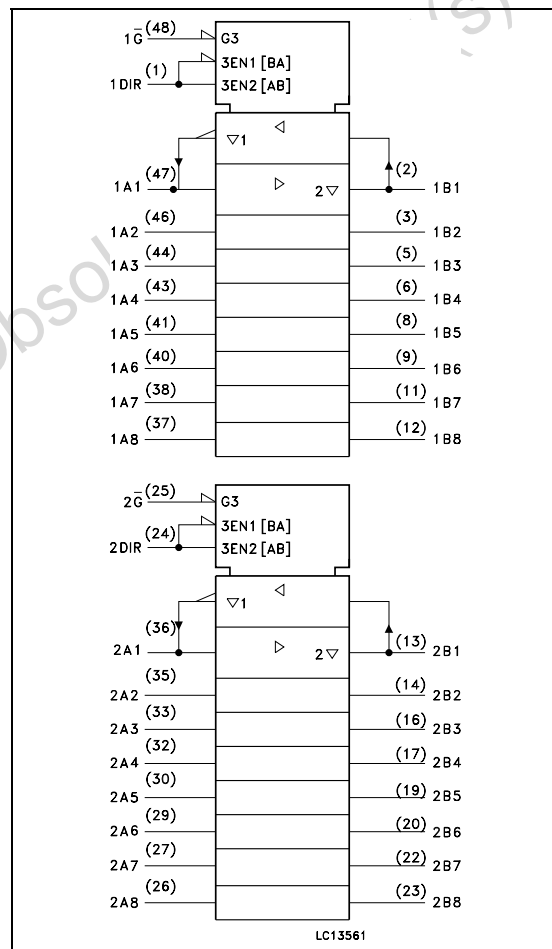 1G̅ (48) G3
3EN1 [BA]
1DIR (1) 3EN2 [AB]
▽1 ◁
1A1 (47) ▷ 2▽ (2) 1B1
1A2 (46) (3) 1B2
1A3 (44) (5) 1B3
1A4 (43) (6) 1B4
1A5 (41) (8) 1B5
1A6 (40) (9) 1B6
1A7 (38) (11) 1B7
1A8 (37) (12) 1B8
2G̅ (25) G3
3EN1 [BA]
2DIR (24) 3EN2 [AB]
▽1 ◁
2A1 (36) ▷ 2▽ (13) 2B1
2A2 (35) (14) 2B2
2A3 (33) (16) 2B3
2A4 (32) (17) 2B4
2A5 (30) (19) 2B5
2A6 (29) (20) 2B6
2A7 (27) (22) 2B7
2A8 (26) (23) 2B8
LC13561